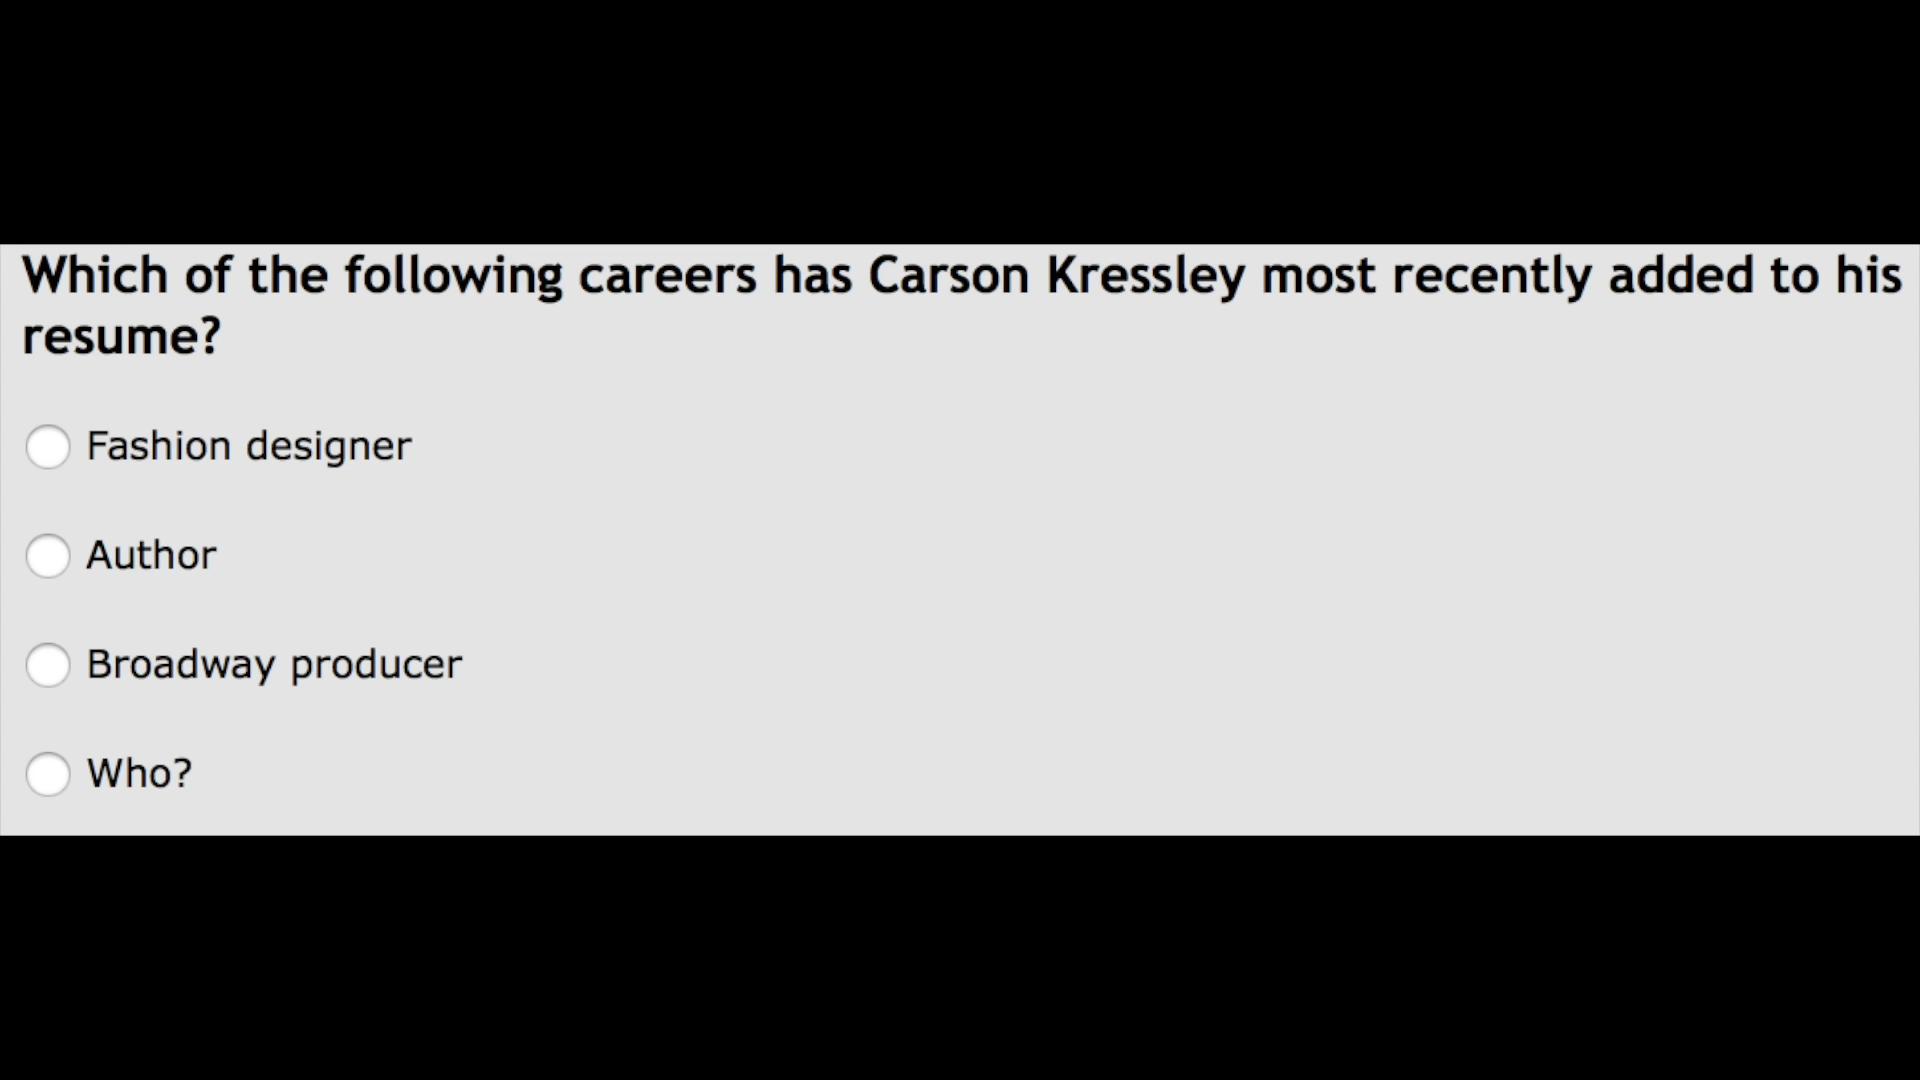 Which of the following careers has Carson Kressley most recently added to his
resume?
Fashion designer
Author
Broadway producer
Who?